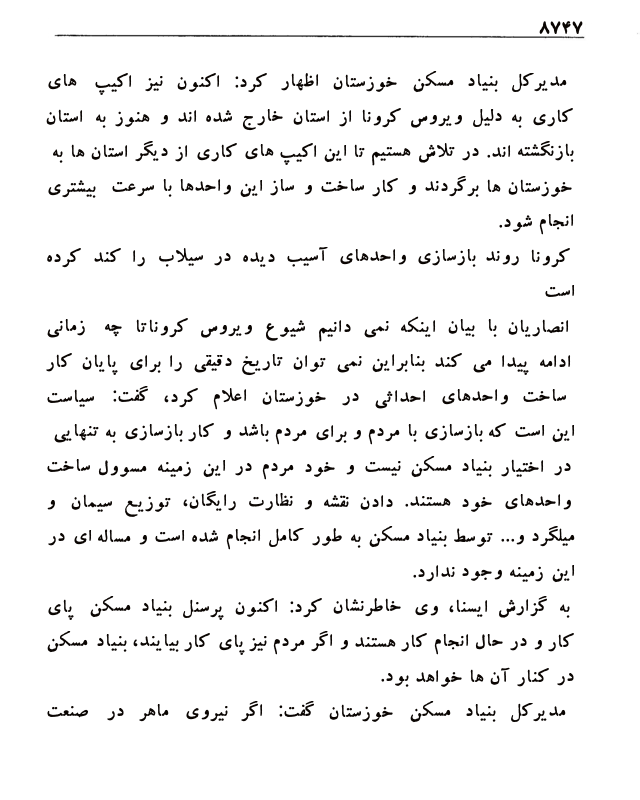 ۸۷۴۷
مدیرکل بنیاد مسکن خوزستان اظهار کرد: اکنون نیز اکیپ های
کاری به دلیل ویروس کرونا از استان خارج شده اند و هنوز به استان
بازنگشته اند. در تلاش هستیم تا این اکیپ های کاری از دیگر استان ها به
خوزستان ها برگردند و کار ساخت و ساز این واحدها با سرعت بیشتری
انجام شود.
کرونا روند بازسازی واحدهای آسیب دیده در سیلاب را کند کرده
است
انصاریان با بیان اینکه نمی دانیم شیوع ویروس کروناتا چه زمانی
ادامه پیدا می کند بنابراین نمی توان تاریخ دقیقی را برای پایان کار
ساخت واحدهای احداثی در خوزستان اعلام کرد، گفت: سیاست
این است که بازسازی با مردم و برای مردم باشد و کار بازسازی به تنهایی
در اختیار بنیاد مسکن نیست و خود مردم در این زمینه مسوول ساخت
واحدهای خود هستند. دادن نقشه و نظارت رایگان، توزیع سیمان و
میلگرد و... توسط بنیاد مسکن به طور کامل انجام شده است و مساله ای در
این زمینه وجود ندارد.
به گزارش ایسنا، وی خاطرنشان کرد: اکنون پرسنل بنیاد مسکن پای
کار و در حال انجام کار هستند و اگر مردم نیز پای کار بیایند، بنیاد مسکن
در کنار آن ها خواهد بود.
مدیرکل بنیاد مسکن خوزستان گفت: اگر نیروی ماهر در صنعت